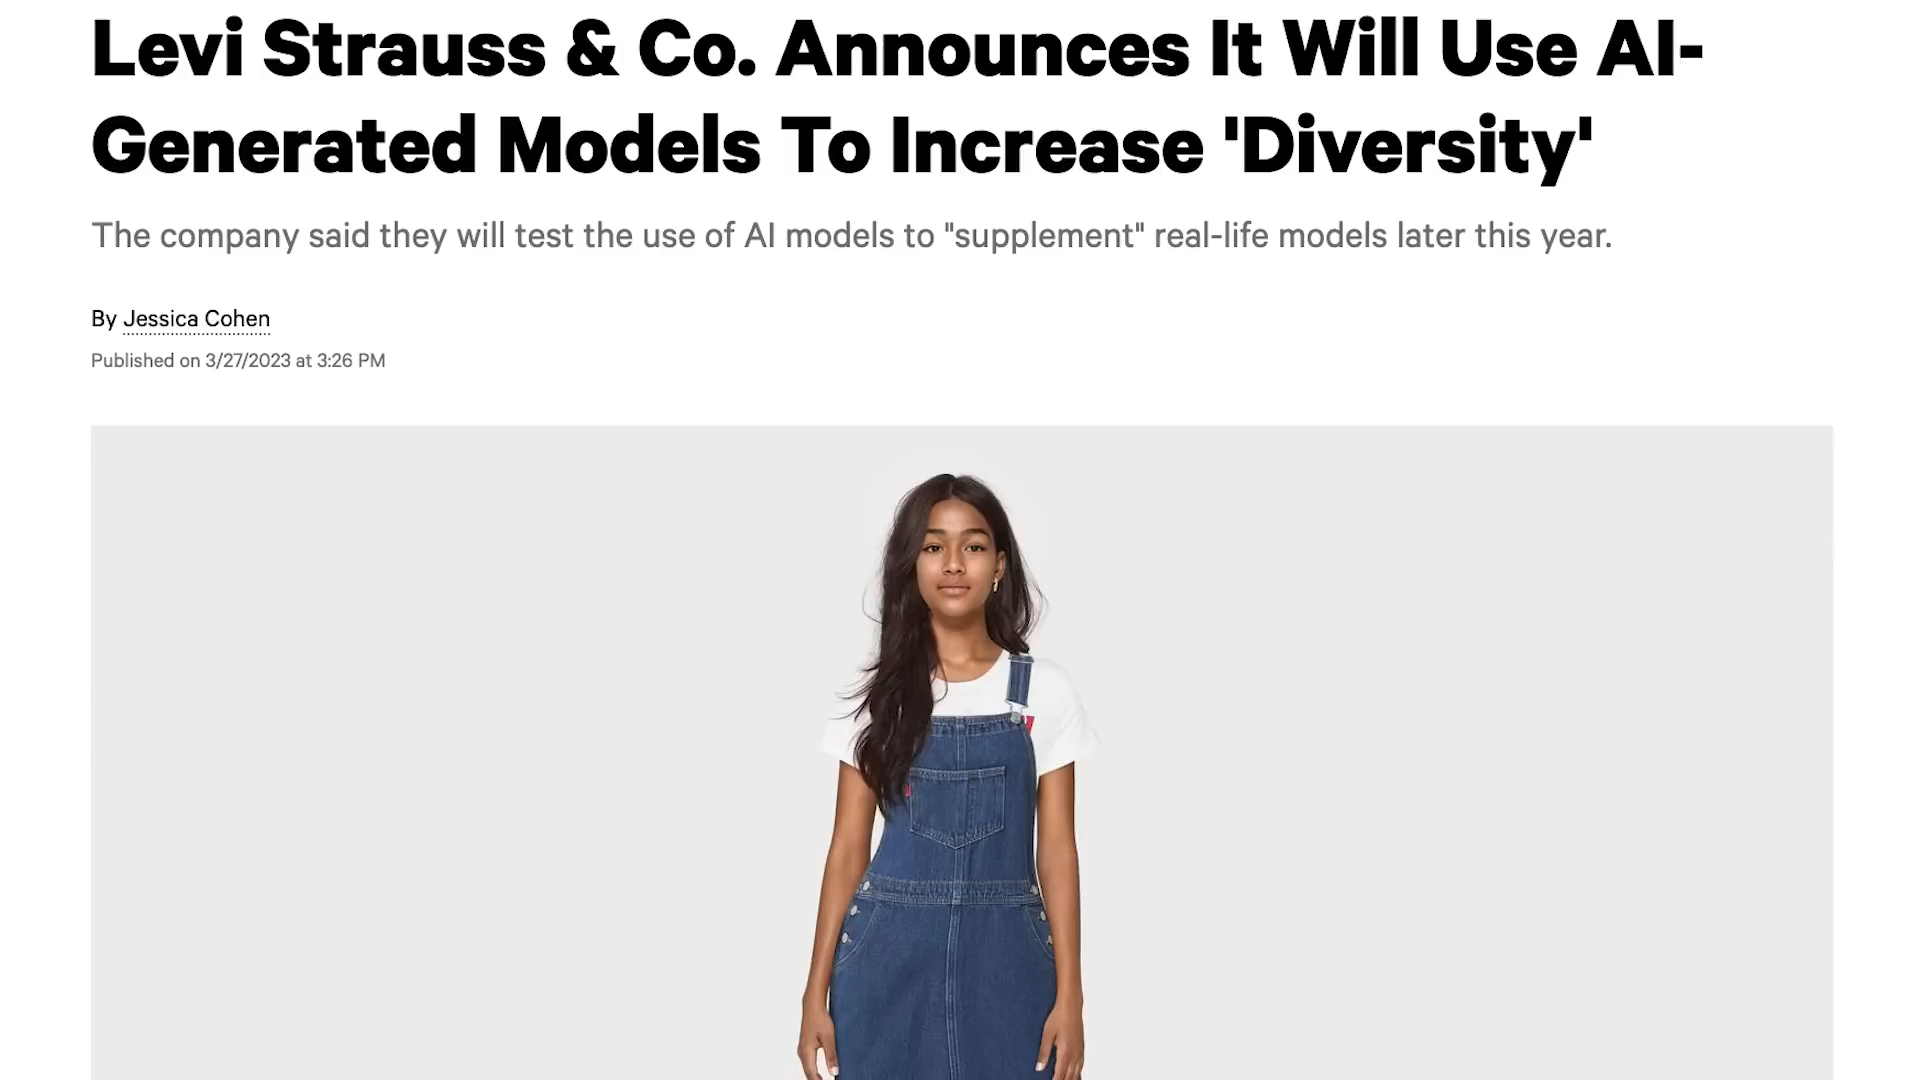 Levi Strauss & Co. Announces It Will Use AI-
Generated Models To Increase 'Diversity'
The company said they will test the use of AI models to "supplement" real-life models later this year.
By Jessica Cohen
Published on 3/27/2023 at 3:26 PM